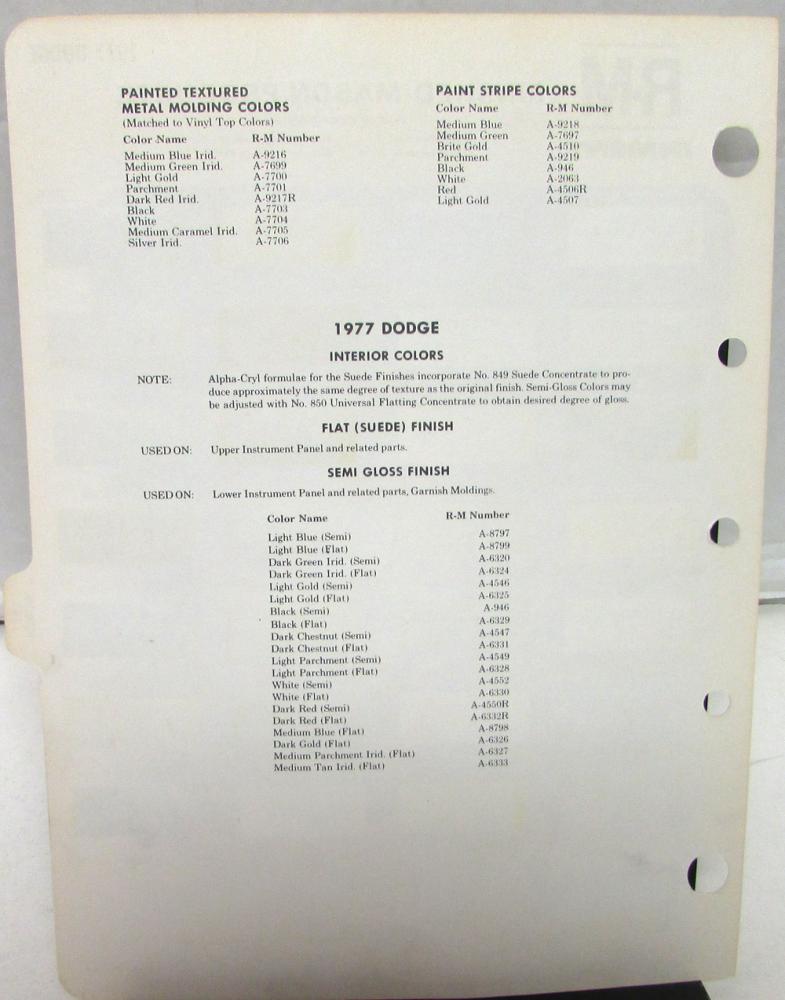 PAINTED TEXTURED
METAL MOLDING COLORS
(Matched to Vinyl Top Colors)
Color Name R-M Number
Medium Blue Irid. A-9216
Medium Green Irid. A-7699
Light Gold A-7700
Parchment A-7701
Dark Red Irid. A-9217R
Black A-7703
White A-7704
Medium Caramel Irid. A-7705
Silver Irid. A-7706
PAINT STRIPE COLORS
Color Name R-M Number
Medium Blue A-9218
Medium Green A-7697
Brite Gold A-4510
Parchment A-9219
Black A-946
White A-2063
Red A-4506R
Light Gold A-4507
1977 DODGE
INTERIOR COLORS
NOTE: Alpha-Cryl formulae for the Suede Finishes incorporate No. 849 Suede Concentrate to pro-
duce approximately the same degree of texture as the original finish. Semi-Gloss Colors may
be adjusted with No. 850 Universal Flatting Concentrate to obtain desired degree of gloss.
FLAT (SUEDE) FINISH
USED ON: Upper Instrument Panel and related parts.
SEMI GLOSS FINISH
USED ON: Lower Instrument Panel and related parts, Garnish Moldings.
Color Name R-M Number
Light Blue (Semi) A-8797
Light Blue (Flat) A-8799
Dark Green Irid. (Semi) A-6320
Dark Green Irid. (Flat) A-6324
Light Gold (Semi) A-4546
Light Gold (Flat) A-6325
Black (Semi) A-946
Black (Flat) A-6329
Dark Chestnut (Semi) A-4547
Dark Chestnut (Flat) A-6331
Light Parchment (Semi) A-4549
Light Parchment (Flat) A-6328
White (Semi) A-4552
White (Flat) A-6330
Dark Red (Semi) A-4550R
Dark Red (Flat) A-6332R
Medium Blue (Flat) A-8798
Dark Gold (Flat) A-6326
Medium Parchment Irid. (Flat) A-6327
Medium Tan Irid. (Flat) A-6333